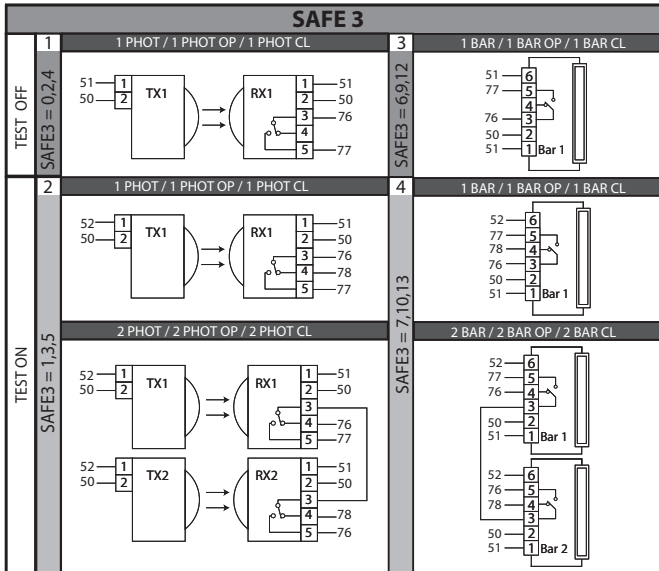 SAFE 3
TEST OFF
SAFE3 = 0,2,4
1
1 PHOT / 1 PHOT OP / 1 PHOT CL
51 1
50 2
TX1
RX1
1 51
2 50
3 76
4
5 77
3
SAFE3 = 6,9,12
1 BAR / 1 BAR OP / 1 BAR CL
51 6
77 5
4
76 3
50 2
51 1 Bar 1
TEST ON
SAFE3 = 1,3,5
2
1 PHOT / 1 PHOT OP / 1 PHOT CL
52 1
50 2
TX1
RX1
1 51
2 50
3 76
4 78
5 77
2 PHOT / 2 PHOT OP / 2 PHOT CL
52 1
50 2
TX1
RX1
1 51
2 50
3
4 76
5 77
52 1
50 2
TX2
RX2
1 51
2 50
3
4 78
5 76
4
SAFE3 = 7,10,13
1 BAR / 1 BAR OP / 1 BAR CL
52 6
77 5
78 4
76 3
50 2
51 1 Bar 1
2 BAR / 2 BAR OP / 2 BAR CL
52 6
77 5
76 4
3
50 2
51 1 Bar 1
52 6
76 5
78 4
3
50 2
51 1 Bar 2